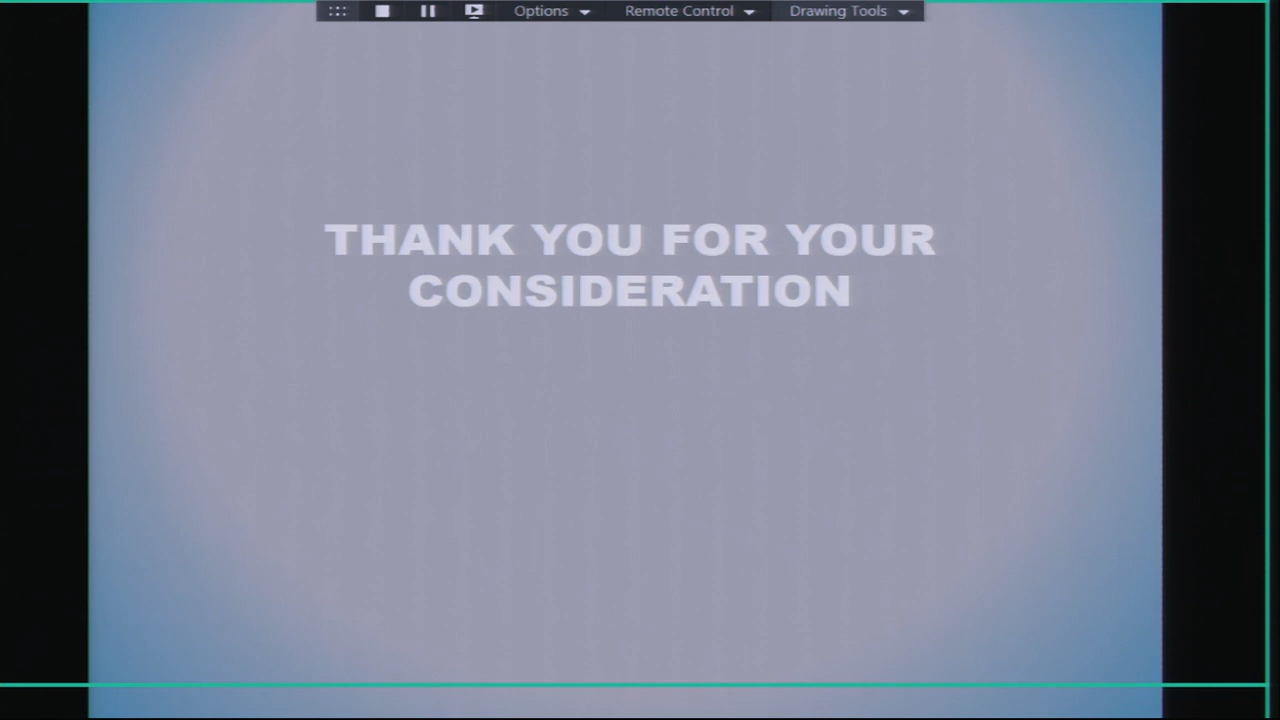 Options
Remote Control
Drawing Tools
THANK YOU FOR YOUR
CONSIDERATION